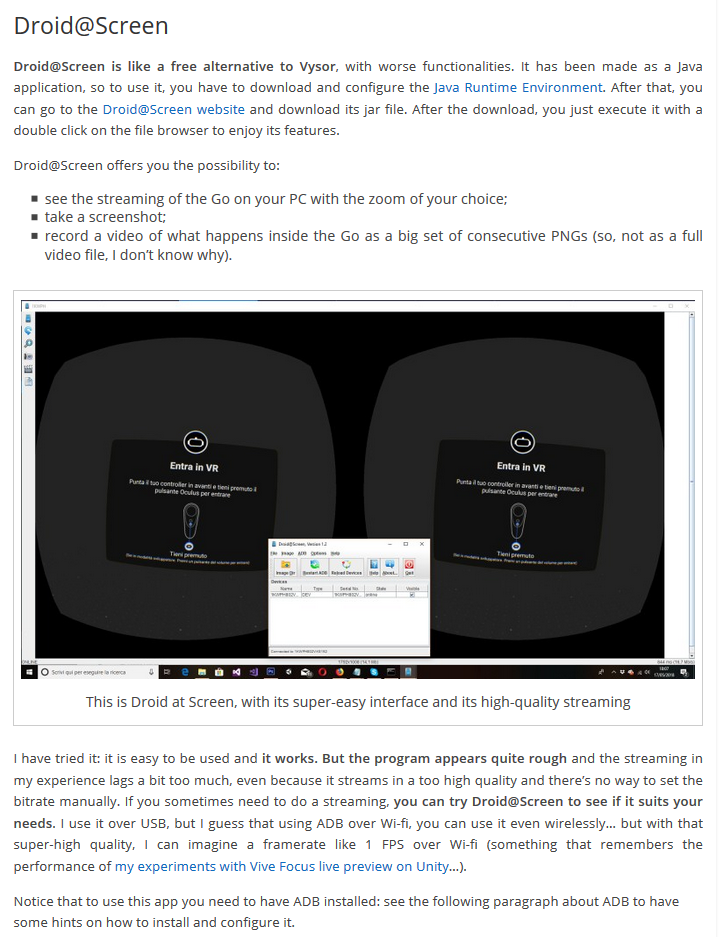 Droid@Screen
Droid@Screen is like a free alternative to Vysor, with worse functionalities. It has been made as a Java
application, so to use it, you have to download and configure the Java Runtime Environment. After that, you
can go to the Droid@Screen website and download its jar file. After the download, you just execute it with a
double click on the file browser to enjoy its features.
Droid@Screen offers you the possibility to:
see the streaming of the Go on your PC with the zoom of your choice;
take a screenshot;
record a video of what happens inside the Go as a big set of consecutive PNGs (so, not as a full
video file, I don’t know why).
Entra in VR
Punta il tuo controller in avanti e tieni premuto il
pulsante Oculus per entrare
Tieni premuto
Entra in VR
Punta il tuo controller in avanti e tieni premuto il
pulsante Oculus per entrare
Tieni premuto
Droid@Screen, Version 1.2
File Image ADB Options Help
Image Dir Restart ADB Reload Devices Help About... Quit
Devices
Name Type Serial No. State Visible
DEV online
ONLINE
Scrivi qui per eseguire la ricerca
This is Droid at Screen, with its super-easy interface and its high-quality streaming
I have tried it: it is easy to be used and it works. But the program appears quite rough and the streaming in
my experience lags a bit too much, even because it streams in a too high quality and there’s no way to set the
bitrate manually. If you sometimes need to do a streaming, you can try Droid@Screen to see if it suits your
needs. I use it over USB, but I guess that using ADB over Wi-fi, you can use it even wirelessly… but with that
super-high quality, I can imagine a framerate like 1 FPS over Wi-fi (something that remembers the
performance of my experiments with Vive Focus live preview on Unity…).
Notice that to use this app you need to have ADB installed: see the following paragraph about ADB to have
some hints on how to install and configure it.